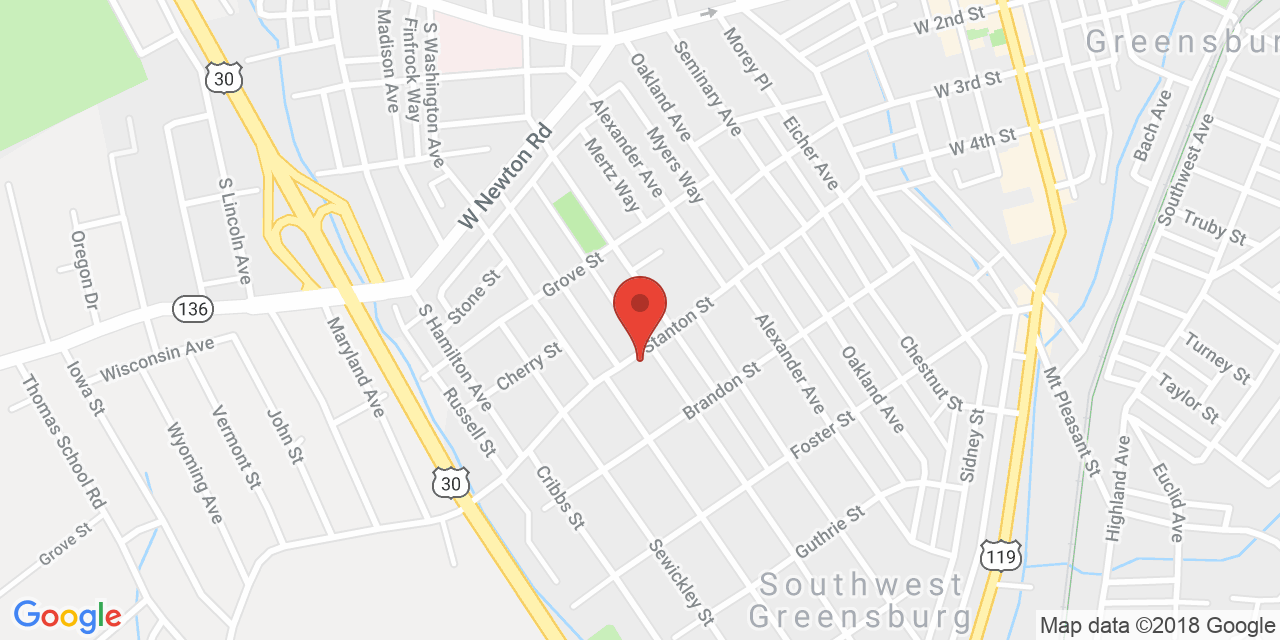 W 2nd St
Greensbur
30
Madison Ave
Finfrock Way
S Washington Ave
Oakland Ave
Seminary Ave
Morey Pl
W 3rd St
W 4th St
Bach Ave
Southwest Ave
W Newton Rd
Alexander Ave
Mertz Way
Myers Way
Eicher Ave
S Lincoln Ave
Truby St
Oregon Dr
136
Stone St
Grove St
Stanton St
Maryland Ave
S Hamilton Ave
Cherry St
Alexander Ave
Oakland Ave
Chestnut St
Turney St
Taylor St
Mt Pleasant St
Wisconsin Ave
Iowa St
Thomas School Rd
Wyoming Ave
Vermont St
John St
Russell St
Brandon St
Foster St
Sidney St
Highland Ave
Euclid Ave
30
Cribbs St
Guthrie St
Grove St
Sewickley St
119
Southwest
Greensburg
Google
Map data ©2018 Google